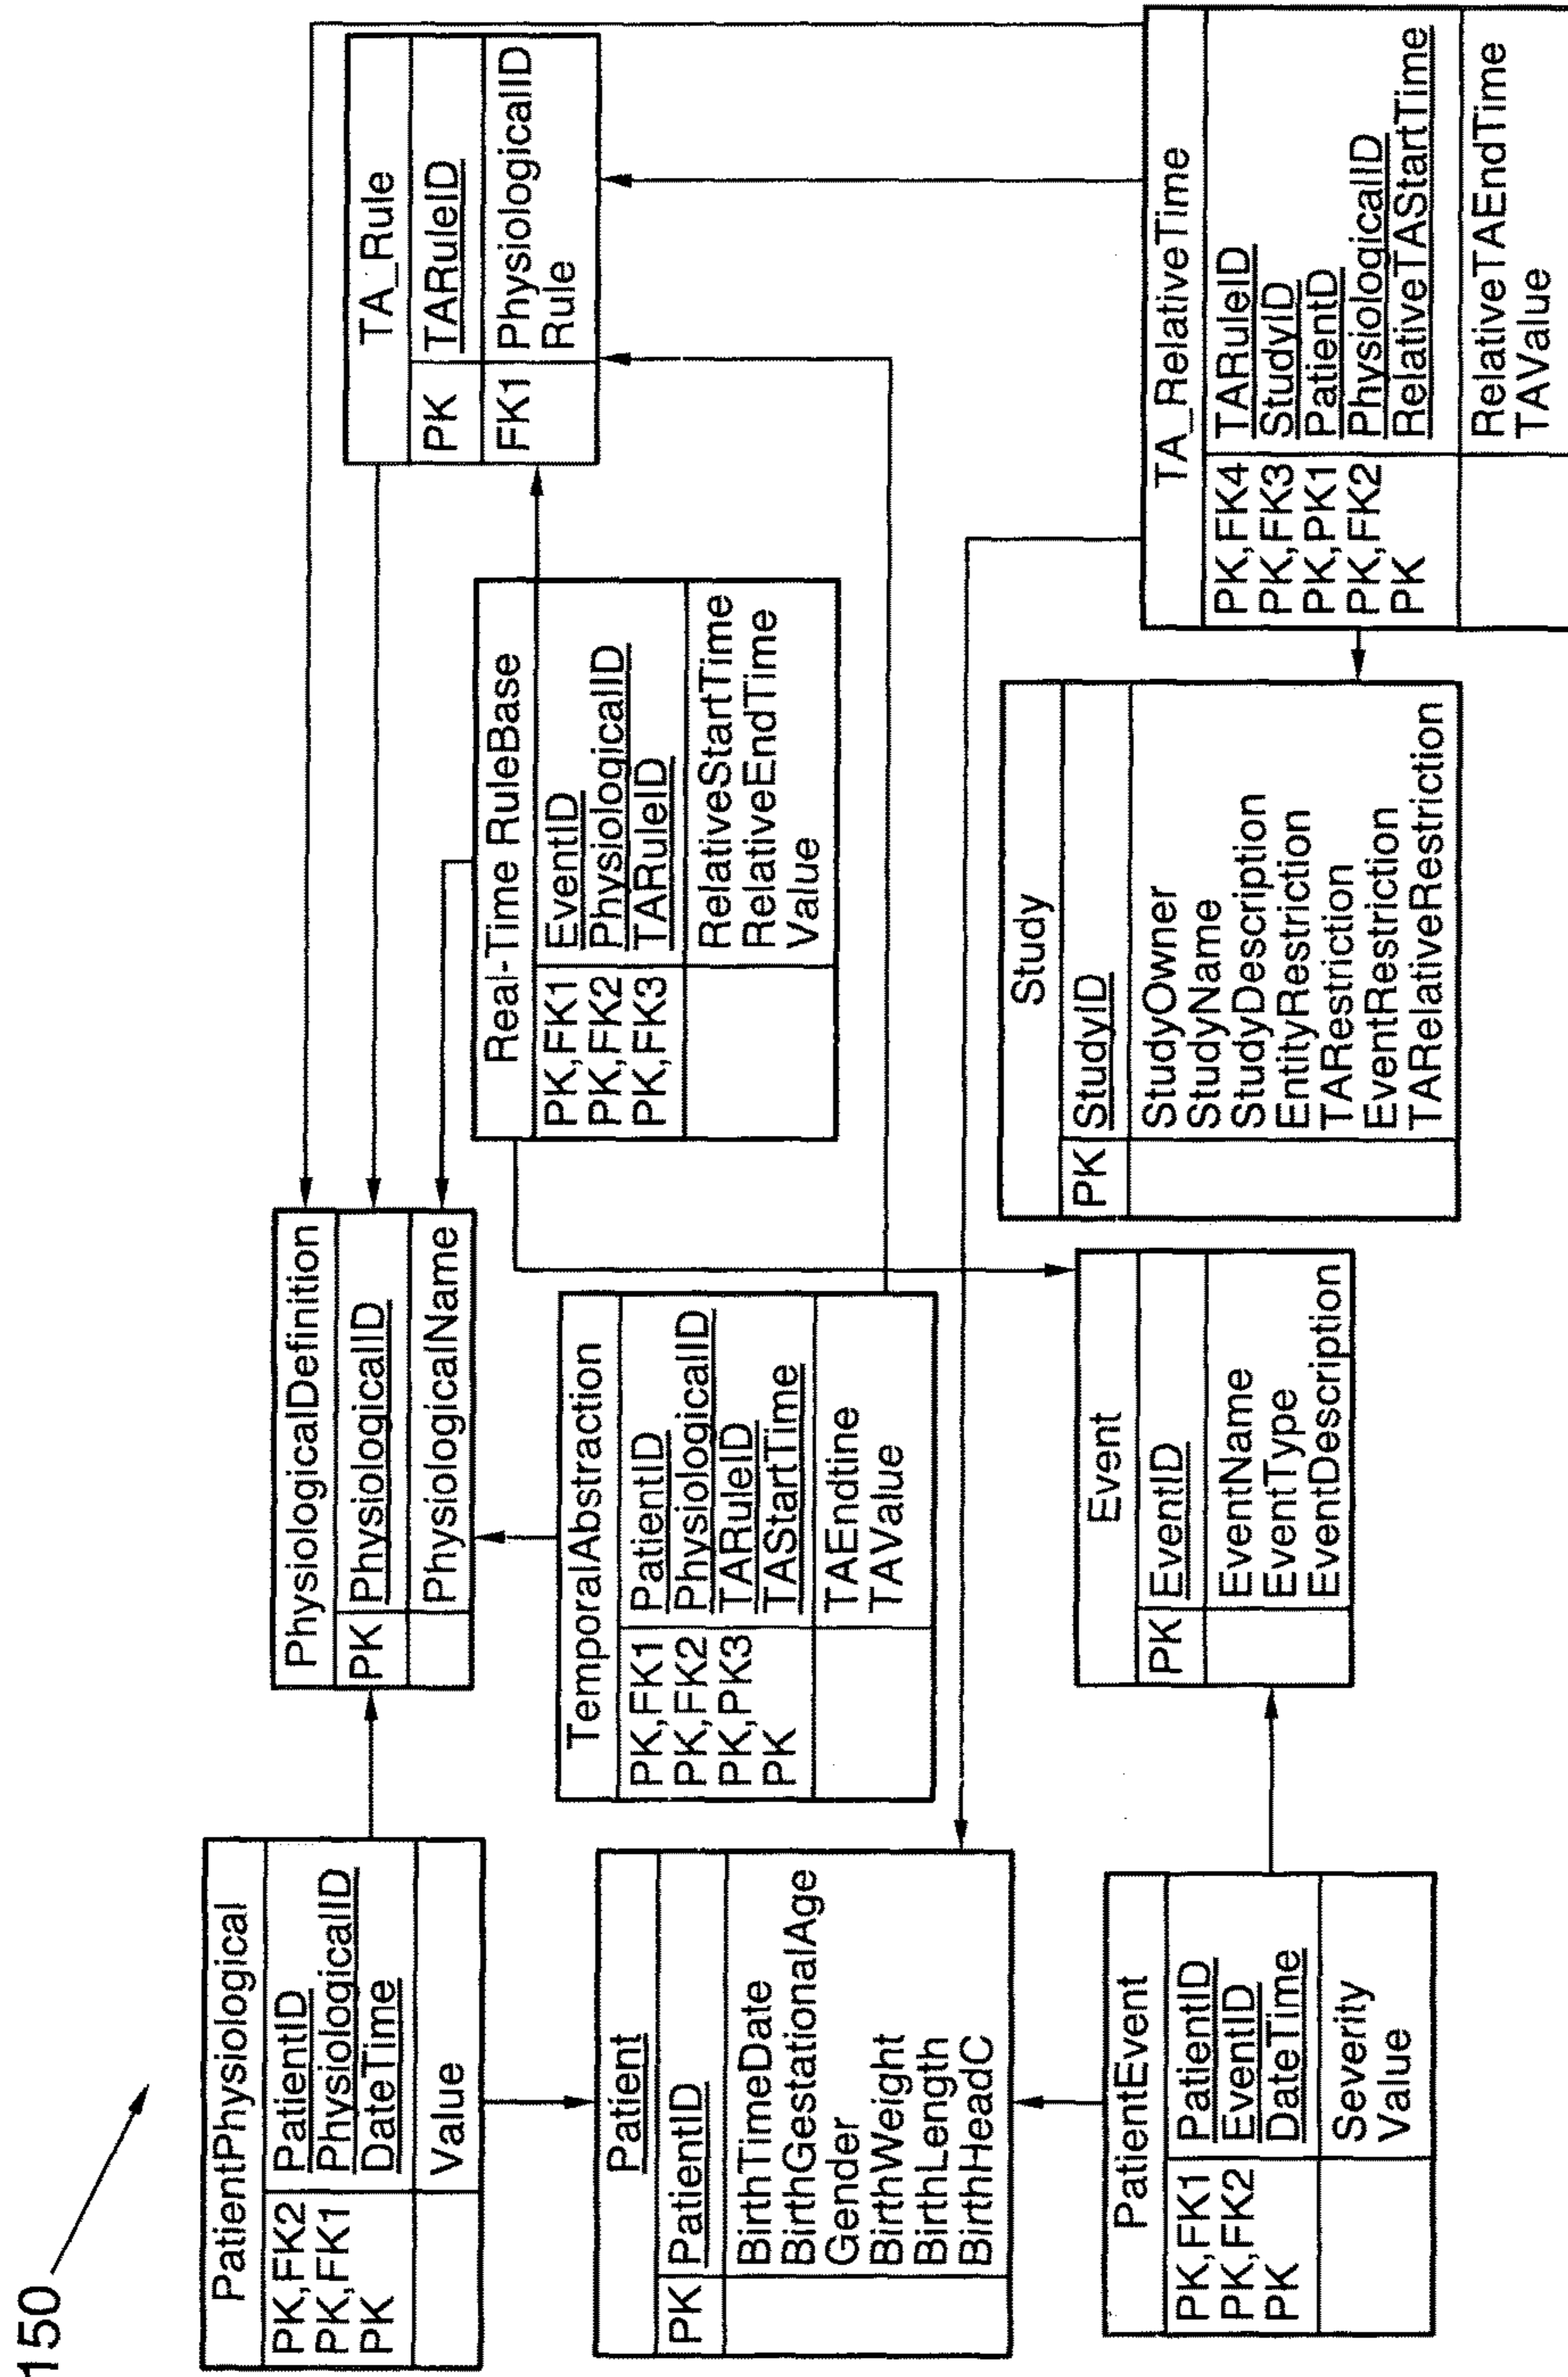 150
PatientPhysiological
PK,FK2 PatientID
PK,FK1 PhysiologicalID
PK DateTime
Value
PhysiologicalDefinition
PK PhysiologicalID
PhysiologicalName
TA_Rule
PK TARuleID
FK1 PhysiologicalID
Rule
Real-Time RuleBase
PK,FK1 EventID
PK,FK2 PhysiologicalID
PK,FK3 TARuleID
RelativeStartTime
RelativeEndTime
Value
TemporalAbstraction
PK,FK1 PatientID
PK,FK2 PhysiologicalID
PK,PK3 TARuleID
PK TAStartTime
TAEndtine
TAValue
Patient
PK PatientID
BirthTimeDate
BirthGestationalAge
Gender
BirthWeight
BirthLength
BirthHeadC
PatientEvent
PK,FK1 PatientID
PK,FK2 EventID
PK DateTime
Severity
Value
Event
PK EventID
EventName
EventType
EventDescription
Study
PK StudyID
StudyOwner
StudyName
StudyDescription
EntityRestriction
TARestriction
EventRestriction
TARelativeRestriction
TA_RelativeTime
PK,FK4 TARuleID
PK,FK3 StudyID
PK,PK1 PatientD
PK,FK2 PhysiologicalID
PK RelativeTAStartTime
RelativeTAEndTime
TAValue